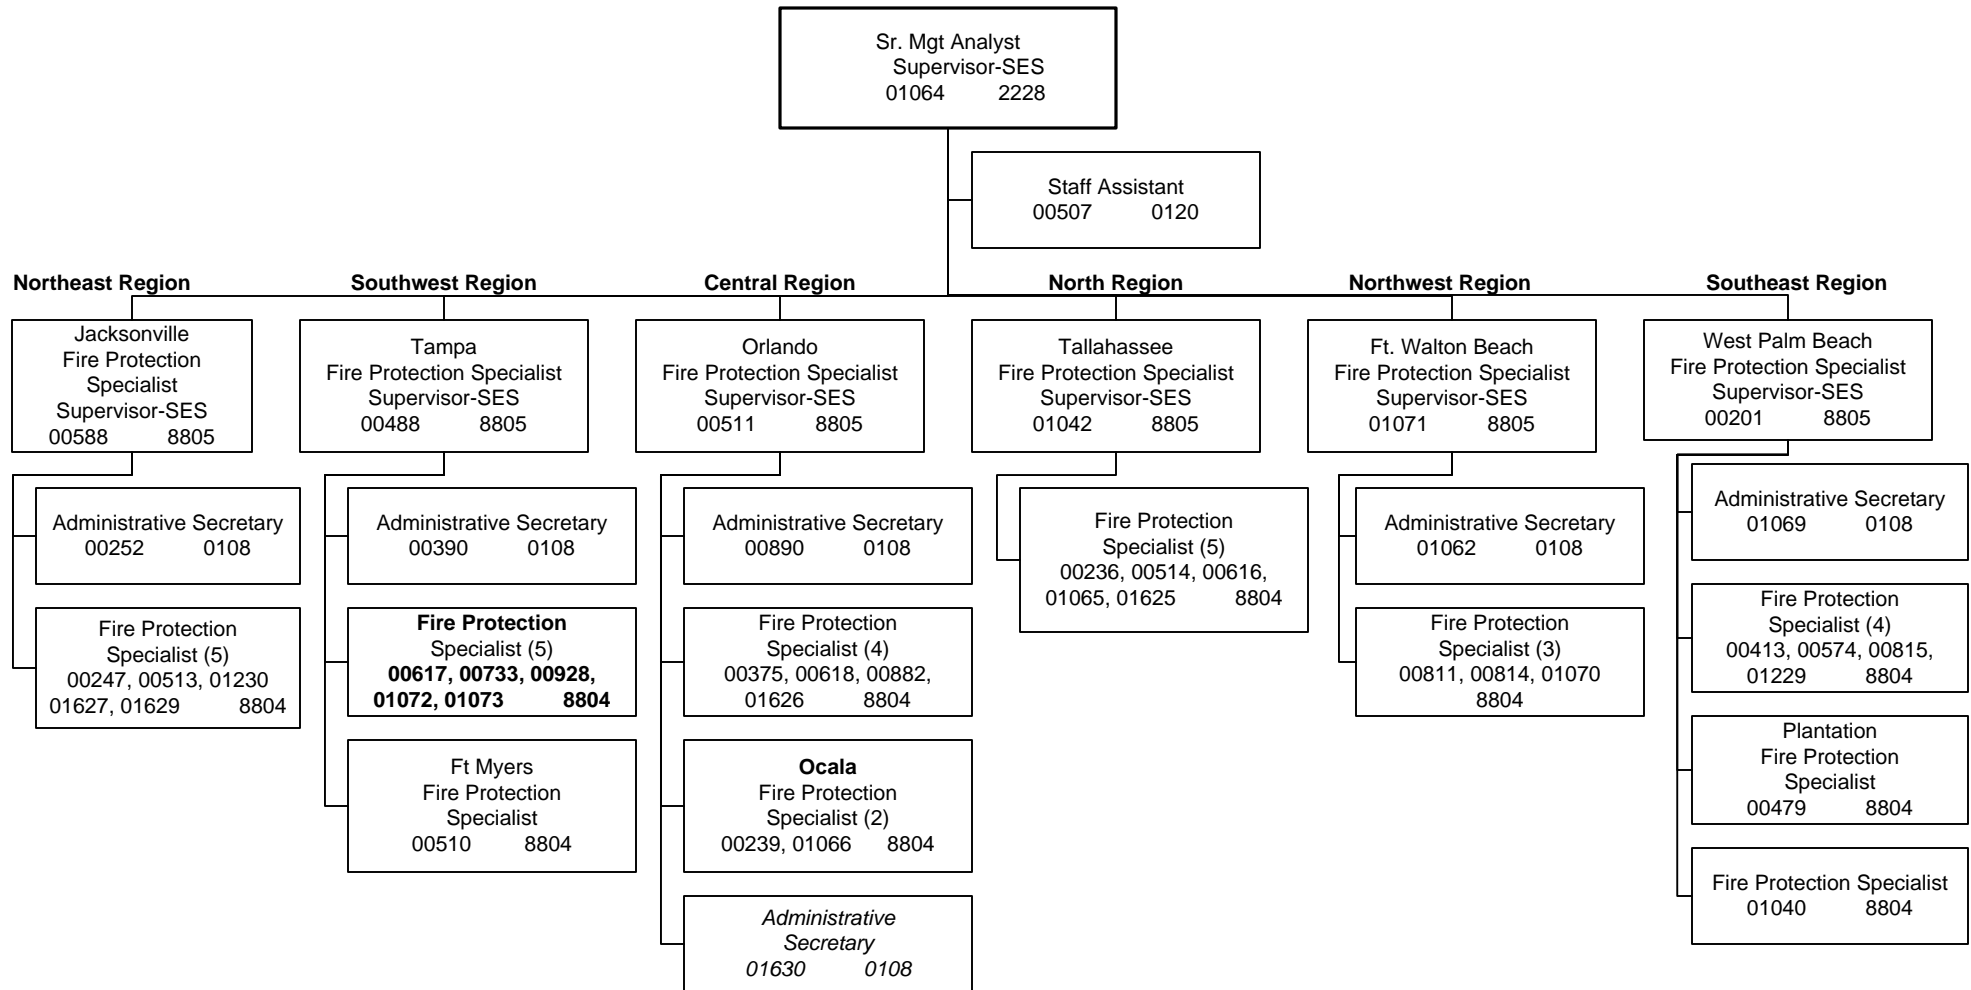 Sr. Mgt Analyst
Supervisor-SES
01064 2228
Staff Assistant
00507 0120
Northeast Region
Jacksonville
Fire Protection
Specialist
Supervisor-SES
00588 8805
Administrative Secretary
00252 0108
Fire Protection
Specialist (5)
00247, 00513, 01230
01627, 01629 8804
Southwest Region
Tampa
Fire Protection Specialist
Supervisor-SES
00488 8805
Administrative Secretary
00390 0108
Fire Protection
Specialist (5)
00617, 00733, 00928,
01072, 01073 8804
Ft Myers
Fire Protection
Specialist
00510 8804
Central Region
Orlando
Fire Protection Specialist
Supervisor-SES
00511 8805
Administrative Secretary
00890 0108
Fire Protection
Specialist (4)
00375, 00618, 00882,
01626 8804
Ocala
Fire Protection
Specialist (2)
00239, 01066 8804
Administrative
Secretary
01630 0108
North Region
Tallahassee
Fire Protection Specialist
Supervisor-SES
01042 8805
Fire Protection
Specialist (5)
00236, 00514, 00616,
01065, 01625 8804
Northwest Region
Ft. Walton Beach
Fire Protection Specialist
Supervisor-SES
01071 8805
Administrative Secretary
01062 0108
Fire Protection
Specialist (3)
00811, 00814, 01070
8804
Southeast Region
West Palm Beach
Fire Protection Specialist
Supervisor-SES
00201 8805
Administrative Secretary
01069 0108
Fire Protection
Specialist (4)
00413, 00574, 00815,
01229 8804
Plantation
Fire Protection
Specialist
00479 8804
Fire Protection Specialist
01040 8804